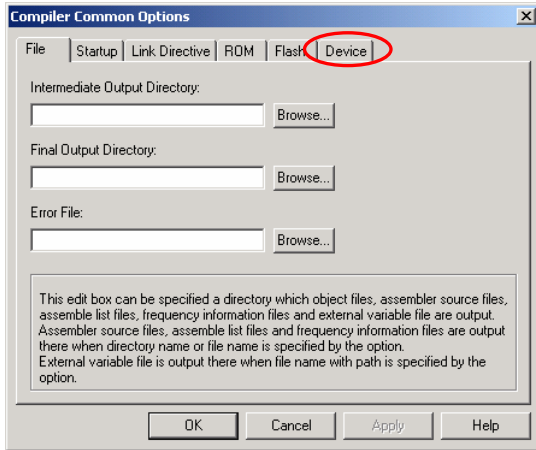 Compiler Common Options
File Startup Link Directive ROM Flash Device
Intermediate Output Directory:
Browse...
Final Output Directory:
Browse...
Error File:
Browse...
This edit box can be specified a directory which object files, assembler source files,
assemble list files, frequency information files and external variable file are output.
Assembler source files, assemble list files and frequency information files are output
there when directory name or file name is specified by the option.
External variable file is output there when file name with path is specified by the
option.
OK Cancel Apply Help